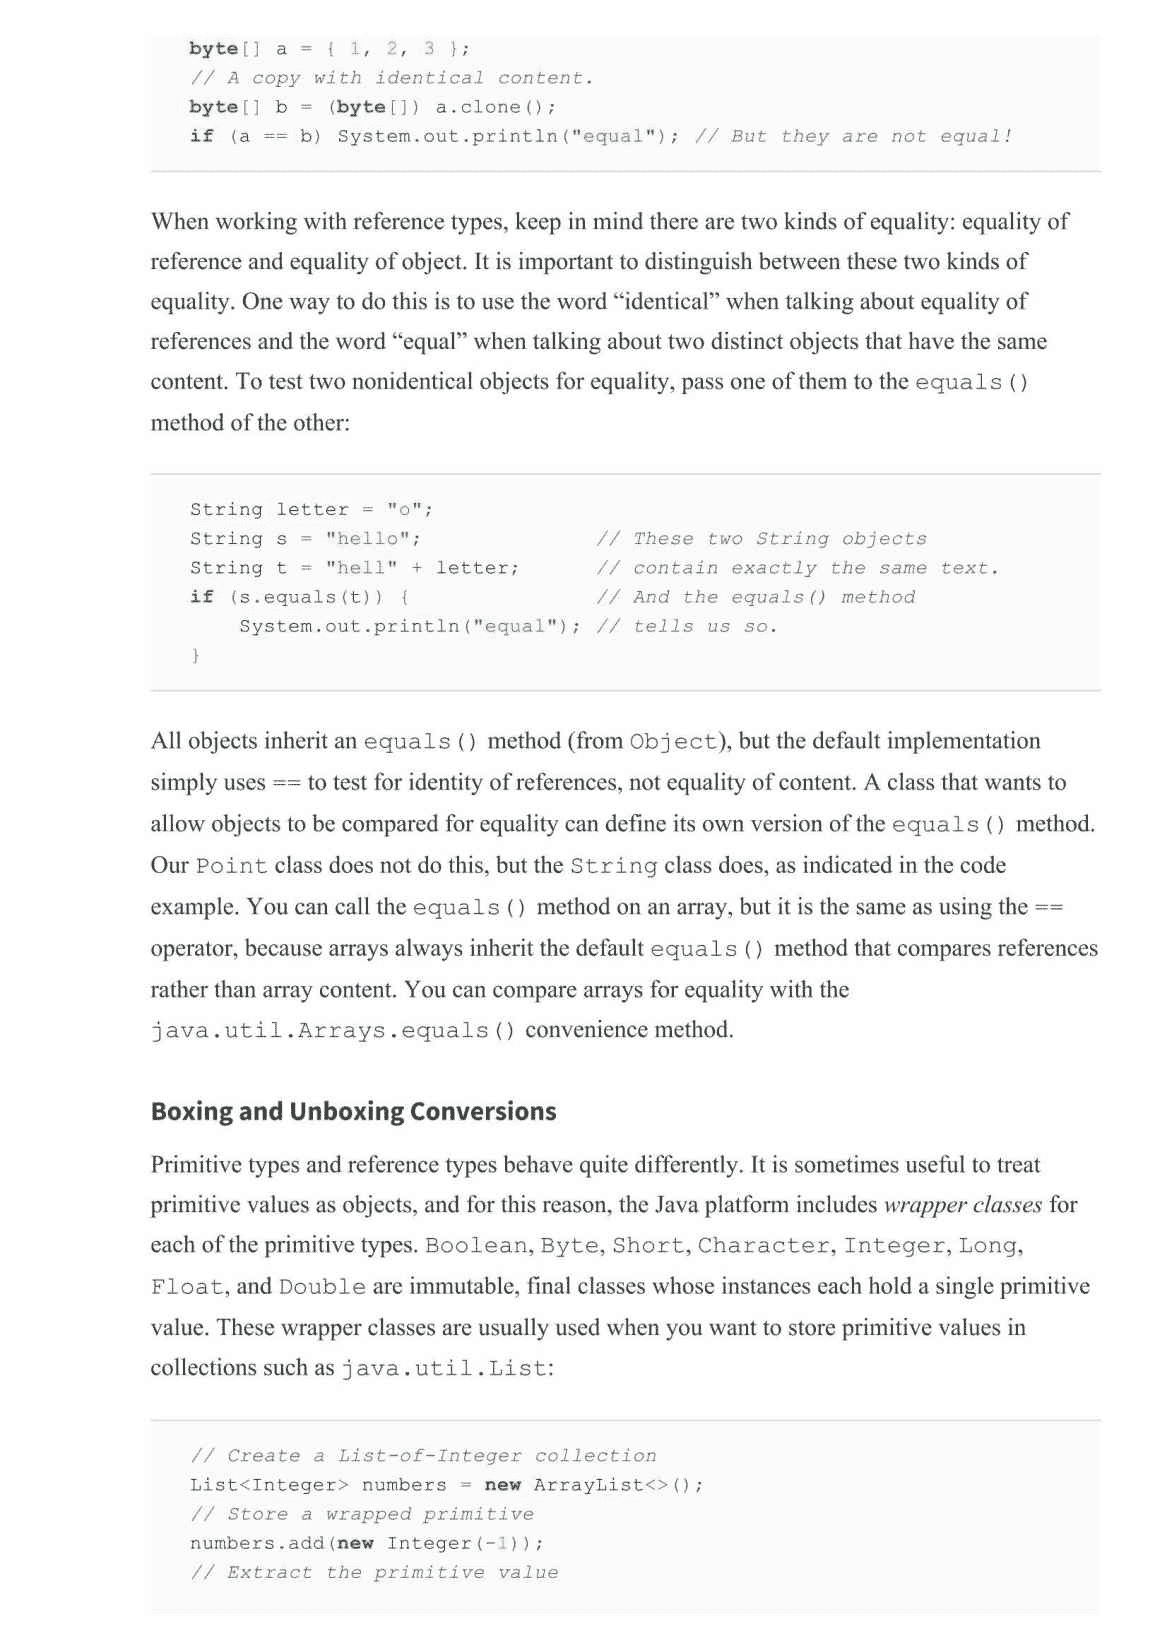 byte[] a = { 1, 2, 3 };
// A copy with identical content.
byte[] b = (byte[]) a.clone();
if (a == b) System.out.println("equal"); // But they are not equal!
When working with reference types, keep in mind there are two kinds of equality: equality of
reference and equality of object. It is important to distinguish between these two kinds of
equality. One way to do this is to use the word “identical” when talking about equality of
references and the word “equal” when talking about two distinct objects that have the same
content. To test two nonidentical objects for equality, pass one of them to the equals()
method of the other:
String letter = "o";
String s = "hello";                // These two String objects
String t = "hell" + letter;       // contain exactly the same text.
if (s.equals(t)) {                // And the equals() method
    System.out.println("equal"); // tells us so.
}
All objects inherit an equals() method (from Object), but the default implementation
simply uses == to test for identity of references, not equality of content. A class that wants to
allow objects to be compared for equality can define its own version of the equals() method.
Our Point class does not do this, but the String class does, as indicated in the code
example. You can call the equals() method on an array, but it is the same as using the ==
operator, because arrays always inherit the default equals() method that compares references
rather than array content. You can compare arrays for equality with the
java.util.Arrays.equals() convenience method.
Boxing and Unboxing Conversions
Primitive types and reference types behave quite differently. It is sometimes useful to treat
primitive values as objects, and for this reason, the Java platform includes wrapper classes for
each of the primitive types. Boolean, Byte, Short, Character, Integer, Long,
Float, and Double are immutable, final classes whose instances each hold a single primitive
value. These wrapper classes are usually used when you want to store primitive values in
collections such as java.util.List:
// Create a List-of-Integer collection
List<Integer> numbers = new ArrayList<>();
// Store a wrapped primitive
numbers.add(new Integer(-1));
// Extract the primitive value